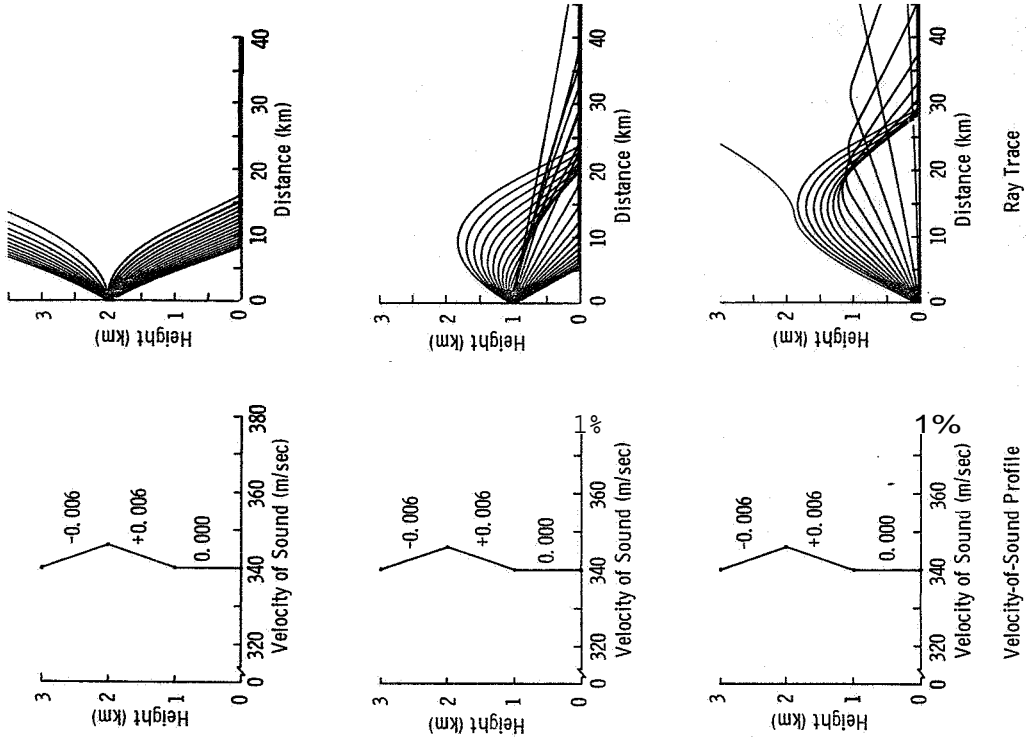 3
2
1
0
Height (km)
-0.006
+0.006
0.000
0 320 340 360 380
Velocity of Sound (m/sec)
3
2
1
0
Height (km)
0 10 20 30 40
Distance (km)
3
2
1
0
Height (km)
-0.006
+0.006
0.000
0 320 340 360
1%
Velocity of Sound (m/sec)
3
2
1
0
Height (km)
0 10 20 30 40
Distance (km)
3
2
1
0
Height (km)
-0.006
+0.006
0.000
0 320 340 360
1%
Velocity of Sound (m/sec)
3
2
1
0
Height (km)
0 10 20 30 40
Distance (km)
Velocity-of-Sound Profile
Ray Trace